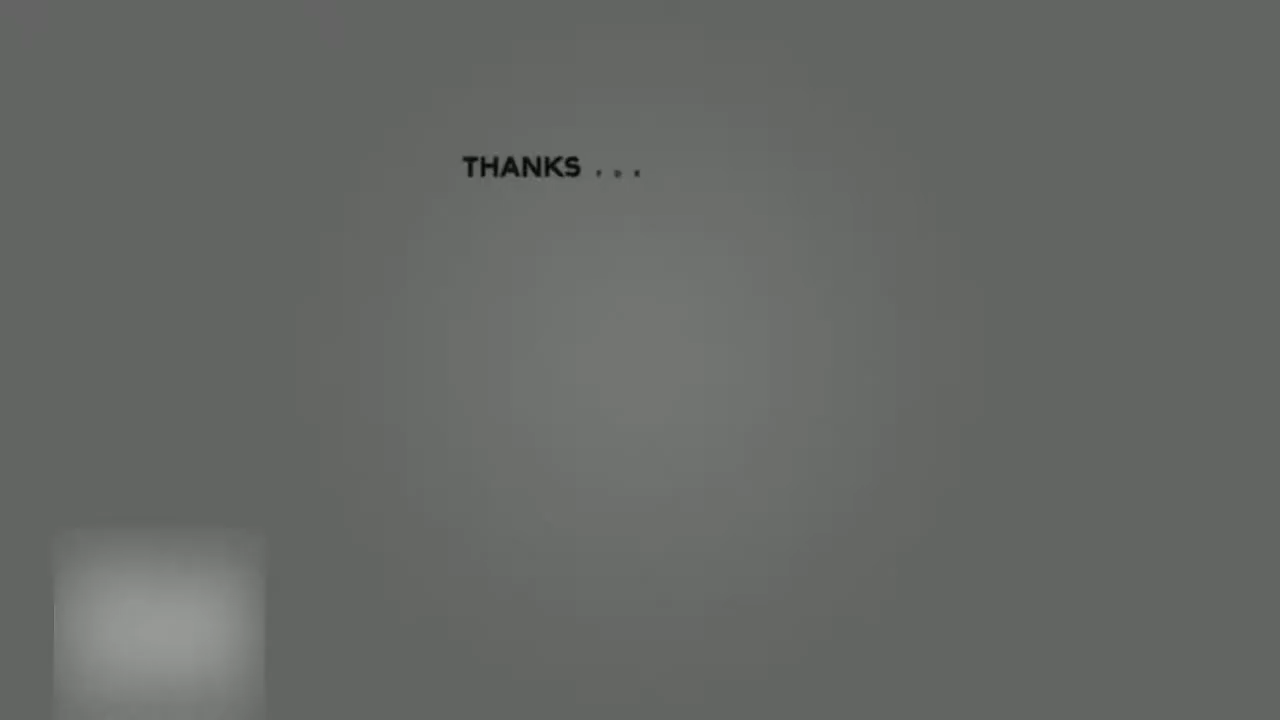 THANKS . . .